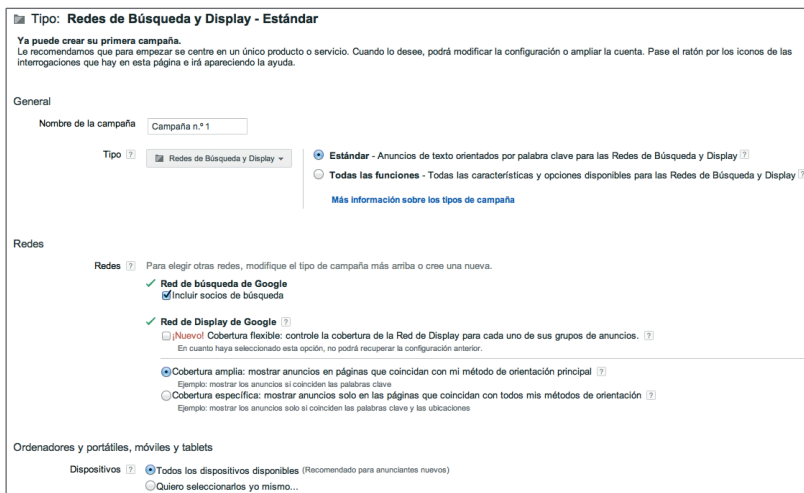 Tipo: Redes de Búsqueda y Display - Estándar
Ya puede crear su primera campaña.
Le recomendamos que para empezar se centre en un único producto o servicio. Cuando lo desee, podrá modificar la configuración o ampliar la cuenta. Pase el ratón por los iconos de las
interrogaciones que hay en esta página e irá apareciendo la ayuda.
General
Nombre de la campaña Campaña n.º 1
Tipo ? Redes de Búsqueda y Display Estándar - Anuncios de texto orientados por palabra clave para las Redes de Búsqueda y Display ?
Todas las funciones - Todas las características y opciones disponibles para las Redes de Búsqueda y Display ?
Más información sobre los tipos de campaña
Redes
Redes ? Para elegir otras redes, modifique el tipo de campaña más arriba o cree una nueva.
Red de búsqueda de Google
Incluir socios de búsqueda
Red de Display de Google ?
¡Nuevo! Cobertura flexible: controle la cobertura de la Red de Display para cada uno de sus grupos de anuncios. ?
En cuanto haya seleccionado esta opción, no podrá recuperar la configuración anterior.
Cobertura amplia: mostrar anuncios en páginas que coincidan con mi método de orientación principal ?
Ejemplo: mostrar los anuncios si coinciden las palabras clave
Cobertura específica: mostrar anuncios solo en las páginas que coincidan con todos mis métodos de orientación ?
Ejemplo: mostrar los anuncios solo si coinciden las palabras clave y las ubicaciones
Ordenadores y portátiles, móviles y tablets
Dispositivos ? Todos los dispositivos disponibles (Recomendado para anunciantes nuevos)
Quiero seleccionarlos yo mismo...